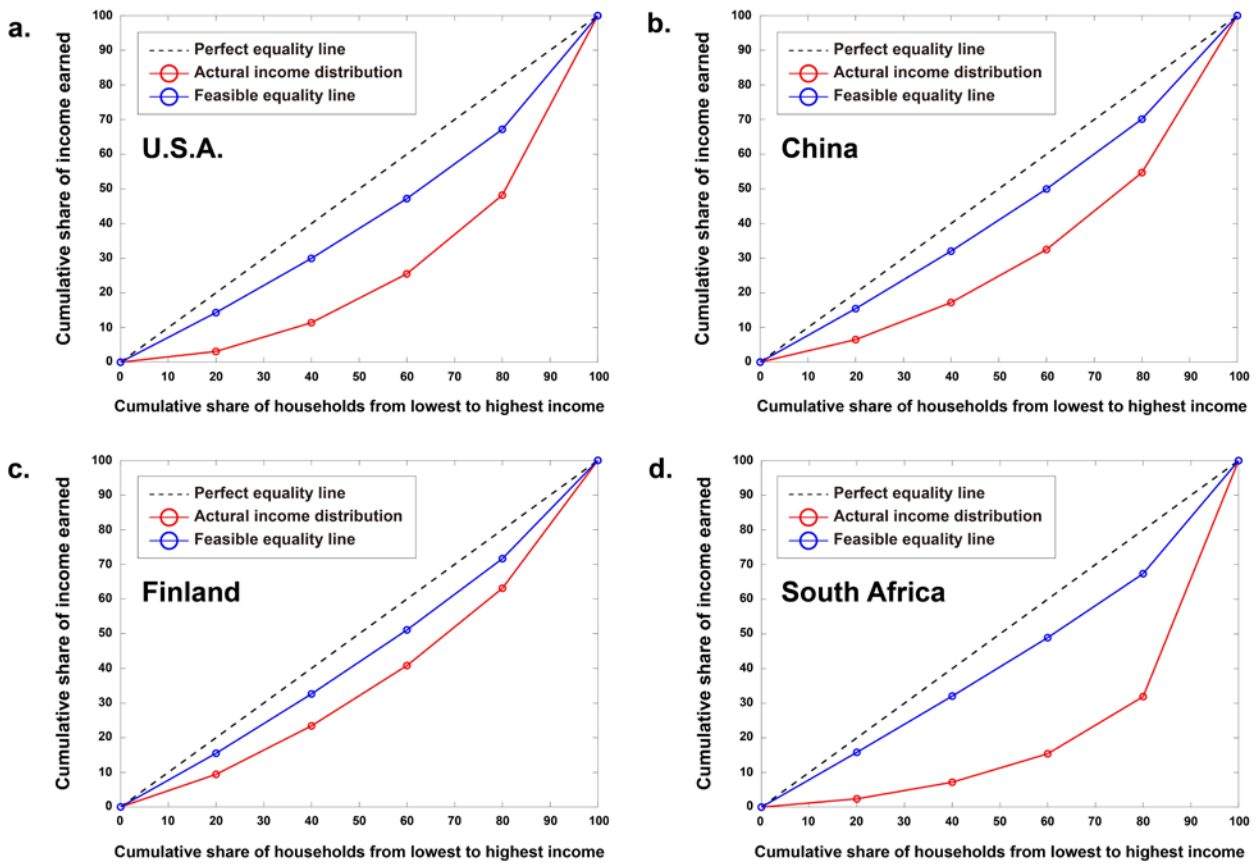 a.
Perfect equality line
Actural income distribution
Feasible equality line
U.S.A.
Cumulative share of income earned
100
90
80
70
60
50
40
30
20
10
0
0 10 20 30 40 50 60 70 80 90 100
Cumulative share of households from lowest to highest income
b.
Perfect equality line
Actural income distribution
Feasible equality line
China
Cumulative share of income earned
100
90
80
70
60
50
40
30
20
10
0
0 10 20 30 40 50 60 70 80 90 100
Cumulative share of households from lowest to highest income
c.
Perfect equality line
Actural income distribution
Feasible equality line
Finland
Cumulative share of income earned
100
90
80
70
60
50
40
30
20
10
0
0 10 20 30 40 50 60 70 80 90 100
Cumulative share of households from lowest to highest income
d.
Perfect equality line
Actural income distribution
Feasible equality line
South Africa
Cumulative share of income earned
100
90
80
70
60
50
40
30
20
10
0
0 10 20 30 40 50 60 70 80 90 100
Cumulative share of households from lowest to highest income